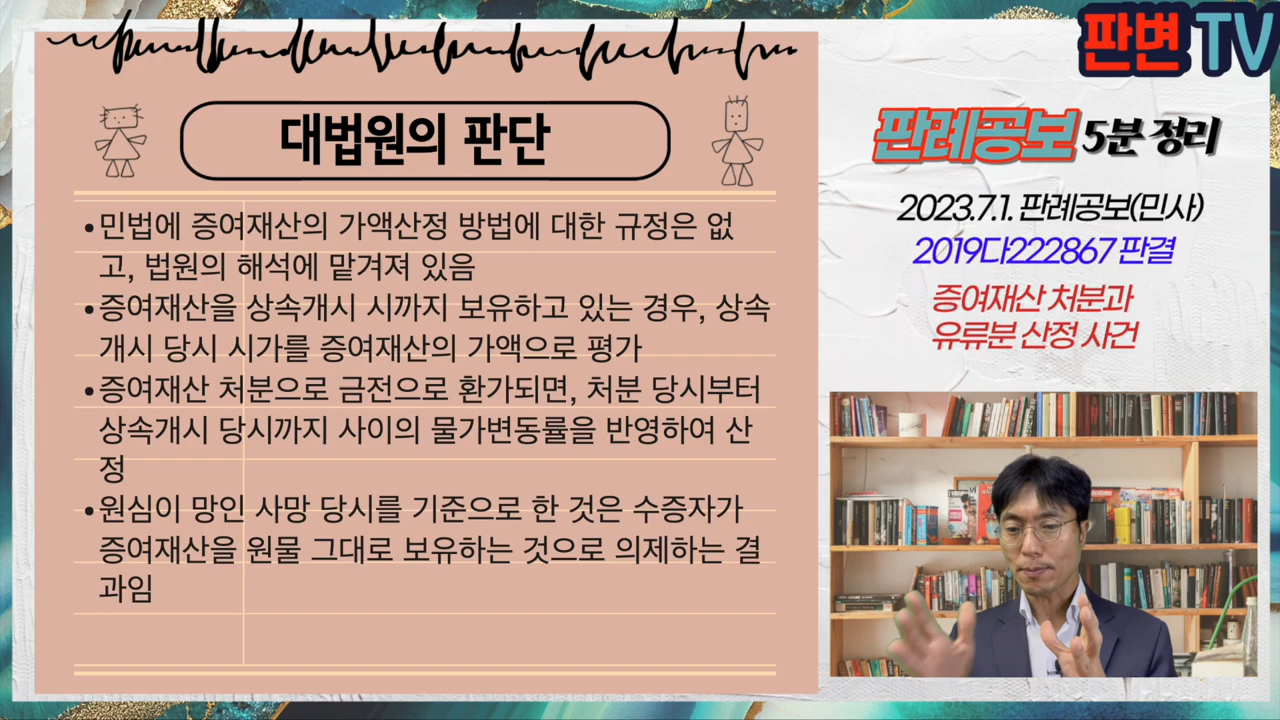 판변 TV
대법원의 판단
•민법에 증여재산의 가액산정 방법에 대한 규정은 없
고, 법원의 해석에 맡겨져 있음
•증여재산을 상속개시 시까지 보유하고 있는 경우, 상속
개시 당시 시가를 증여재산의 가액으로 평가
•증여재산 처분으로 금전으로 환가되면, 처분 당시부터
상속개시 당시까지 사이의 물가변동률을 반영하여 산
정
•원심이 망인 사망 당시를 기준으로 한 것은 수증자가
증여재산을 원물 그대로 보유하는 것으로 의제하는 결
과임
판례공보 5분 정리
2023.7.1. 판례공보(민사)
2019다222867 판결
증여재산 처분과
유류분 산정 사건